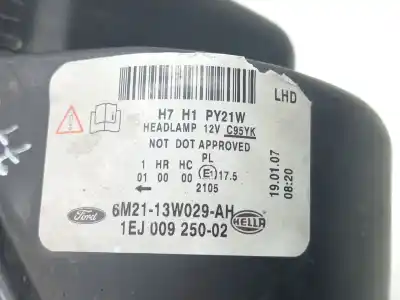 LHD
H7 H1 PY21W
HEADLAMP 12V C95YK
NOT DOT APPROVED
1 HR HC PL
01 00 00 E1 17.5
2105
19.01.07
08:20
Ford 6M21-13W029-AH HELLA
1EJ 009 250-02